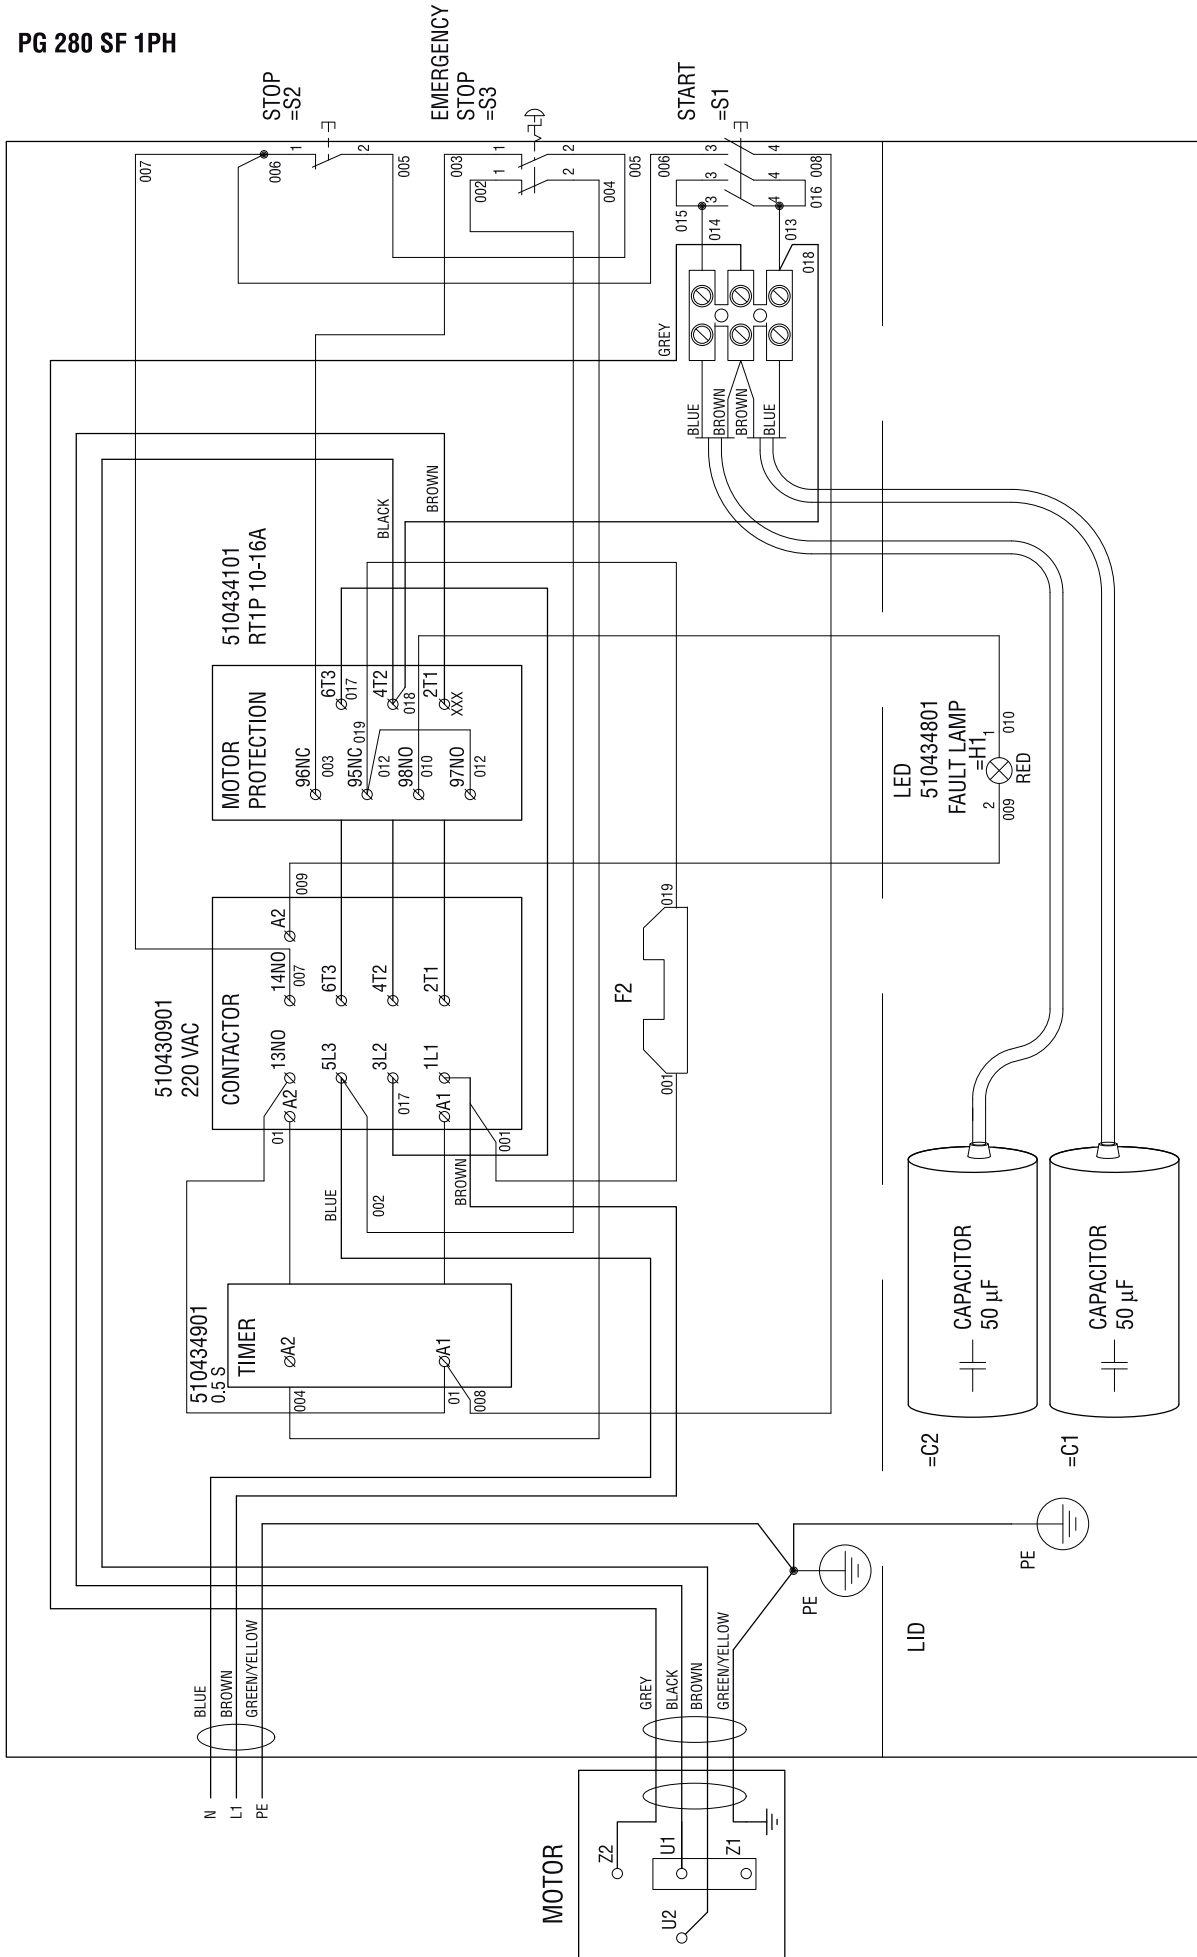 PG 280 SF 1PH
STOP
=S2
EMERGENCY
STOP
=S3
START
=S1
007
006
1
2
005
003
002
1
1
2
2
005
004
006
015
014
3
3
3
4
4
4
008
016
013
018
GREY
BLUE
BROWN
BROWN
BLUE
BLACK
BROWN
510434101
RT1P 10-16A
MOTOR
PROTECTION
6T3
017
4T2
018
2T1
XXX
96NC
003
95NC
019
012
98NO
010
97NO
012
LED
510434801
FAULT LAMP
=H1
1
010
RED
2
009
510430901
220 VAC
CONTACTOR
A2
009
14NO
007
6T3
4T2
2T1
13NO
5L3
3L2
1L1
A2
01
017
A1
001
F2
019
001
BLUE
002
BROWN
510434901
0.5 S
TIMER
A2
A1
004
01
008
CAPACITOR
50 µF
CAPACITOR
50 µF
=C2
=C1
PE
PE
LID
BLUE
BROWN
GREEN/YELLOW
N
L1
PE
GREY
BLACK
BROWN
GREEN/YELLOW
MOTOR
Z2
U1
Z1
U2